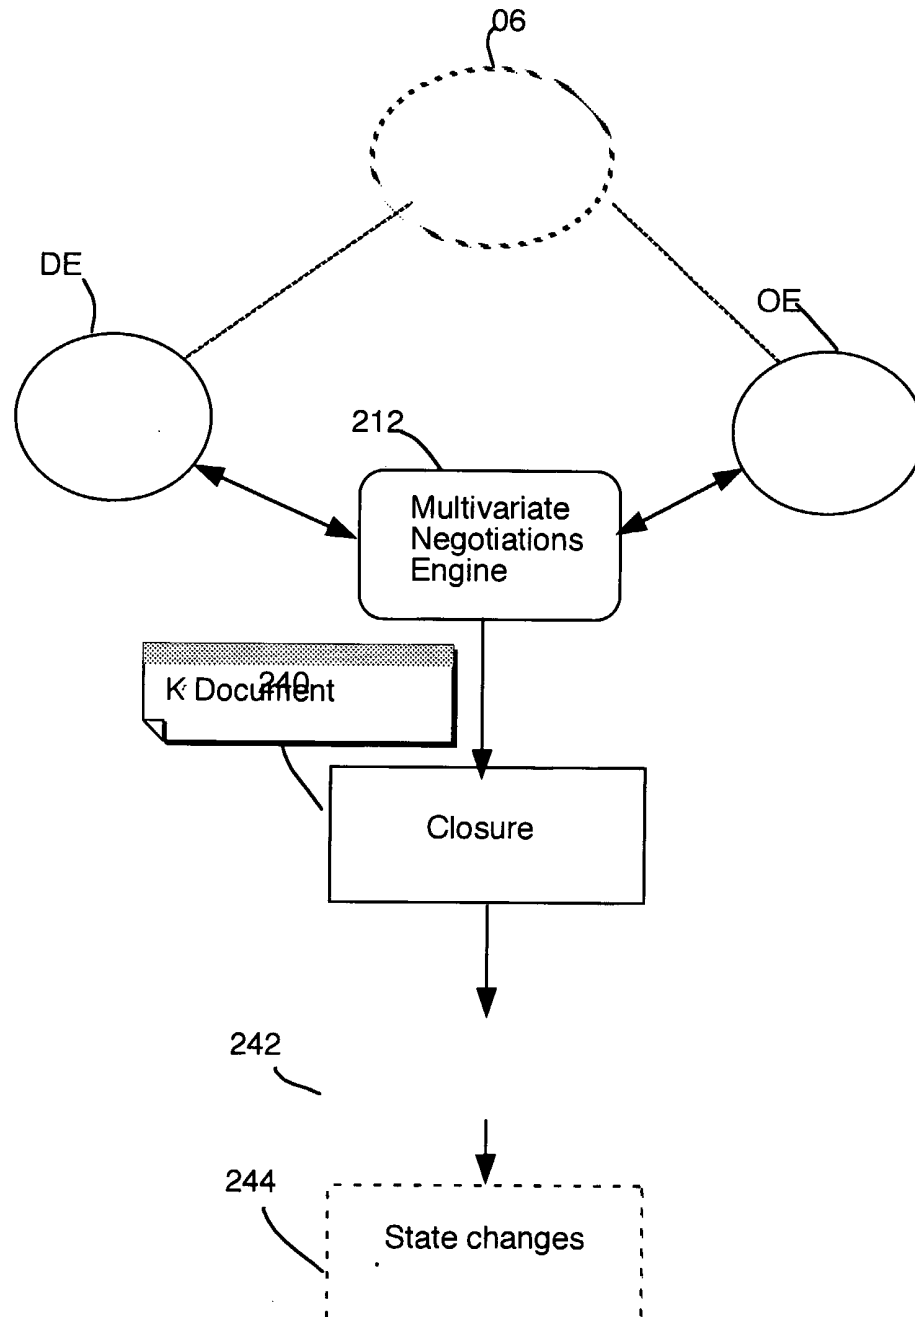 06
DE
OE
212
Multivariate
Negotiations
Engine
240
K Document
Closure
242
244
State changes